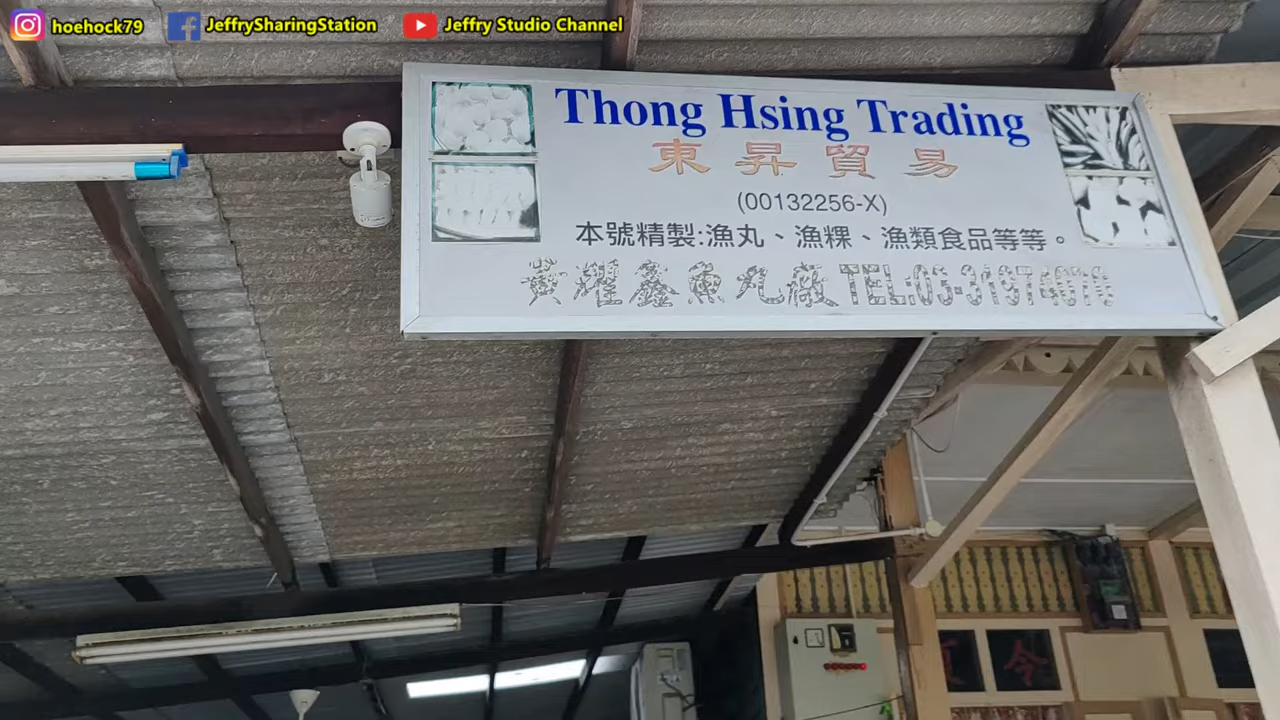 hoehock79 JeffrySharingStation Jeffry Studio Channel
Thong Hsing Trading
東昇貿易
(00132256-X)
本號精製:漁丸、漁粿、漁類食品等等。
黃耀鑫魚丸廠 TEL:03-31974070